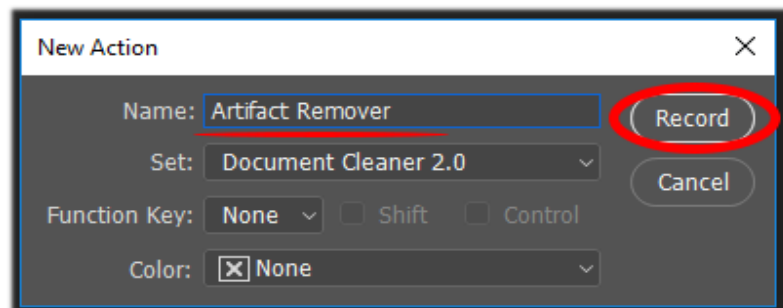 New Action
Name: Artifact Remover
Record
Set: Document Cleaner 2.0
Cancel
Function Key: None Shift Control
Color: None